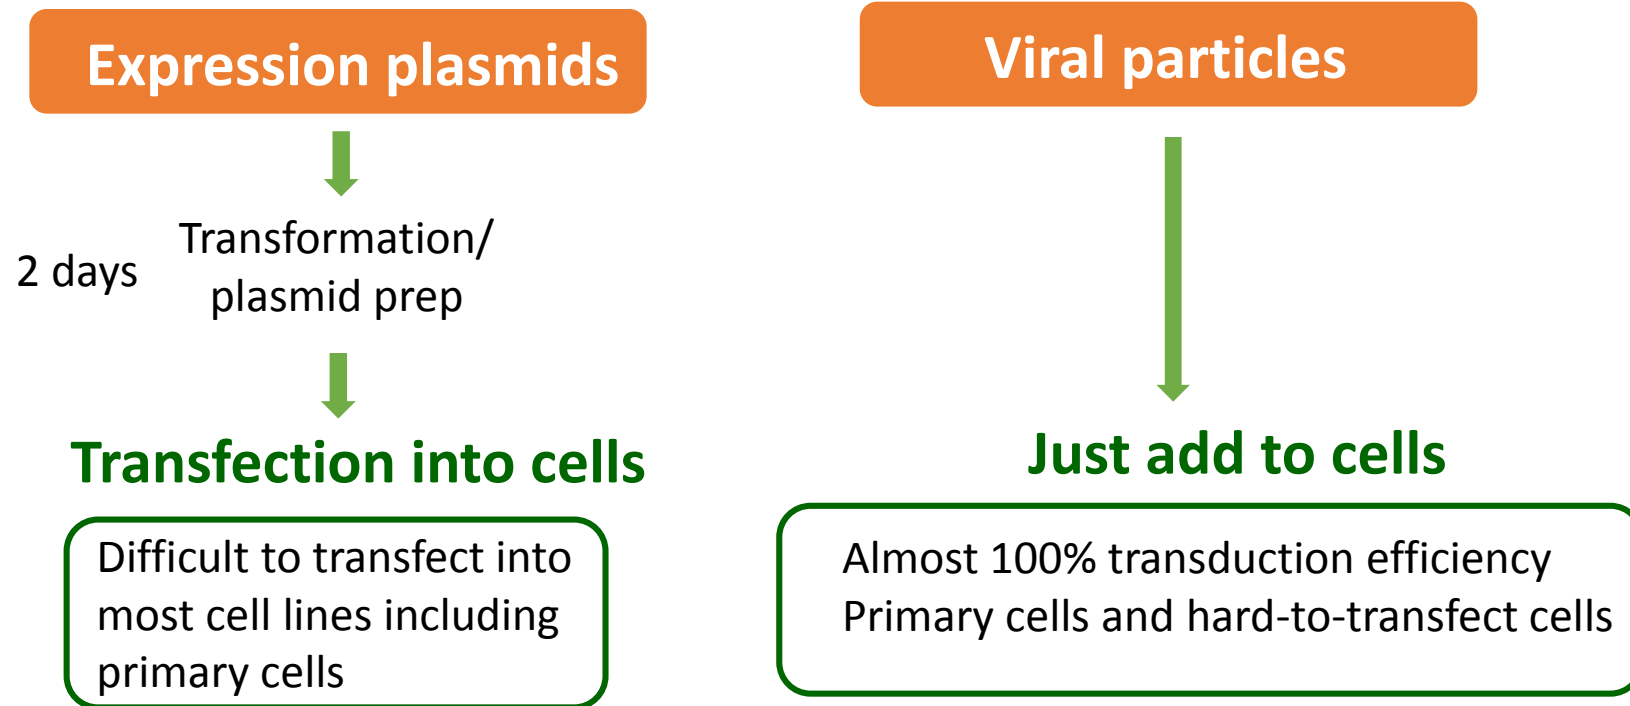 Expression plasmids
2 days
Transformation/
plasmid prep
Transfection into cells
Difficult to transfect into
most cell lines including
primary cells
Viral particles
Just add to cells
Almost 100% transduction efficiency
Primary cells and hard-to-transfect cells